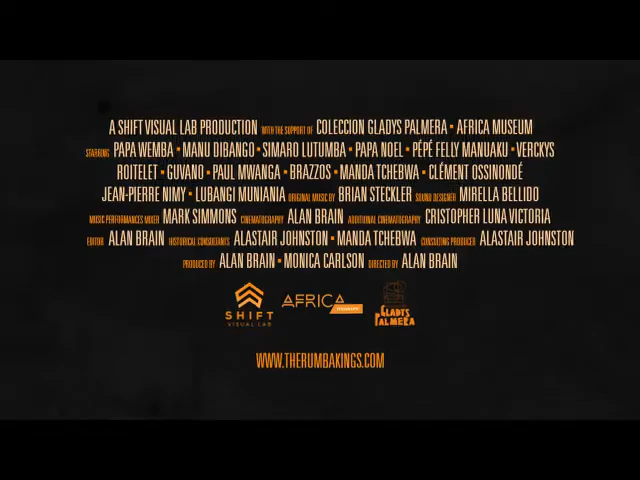 A SHIFT VISUAL LAB PRODUCTION WITH THE SUPPORT OF COLECCION GLADYS PALMERA • AFRICA MUSEUM
STARRING PAPA WEMBA • MANU DIBANGO • SIMARO LUTUMBA • PAPA NOEL • PÉPÉ FELLY MANUAKU • VERCKYS
ROITELET • GUVANO • PAUL MWANGA • BRAZZOS • MANDA TCHEBWA • CLÉMENT OSSINONDÉ
JEAN-PIERRE NIMY • LUBANGI MUNIANIA ORIGINAL MUSIC BY BRIAN STECKLER SOUND DESIGNER MIRELLA BELLIDO
MUSIC PERFORMANCES MIXER MARK SIMMONS CINEMATOGRAPHY ALAN BRAIN ADDITIONAL CINEMATOGRAPHY CRISTOPHER LUNA VICTORIA
EDITOR ALAN BRAIN HISTORICAL CONSULTANTS ALASTAIR JOHNSTON • MANDA TCHEBWA CONSULTING PRODUCER ALASTAIR JOHNSTON
PRODUCED BY ALAN BRAIN • MONICA CARLSON DIRECTED BY ALAN BRAIN
SHIFT
VISUAL LAB
AFRICA
GLADYS
PALMERA
WWW.THERUMBAKINGS.COM